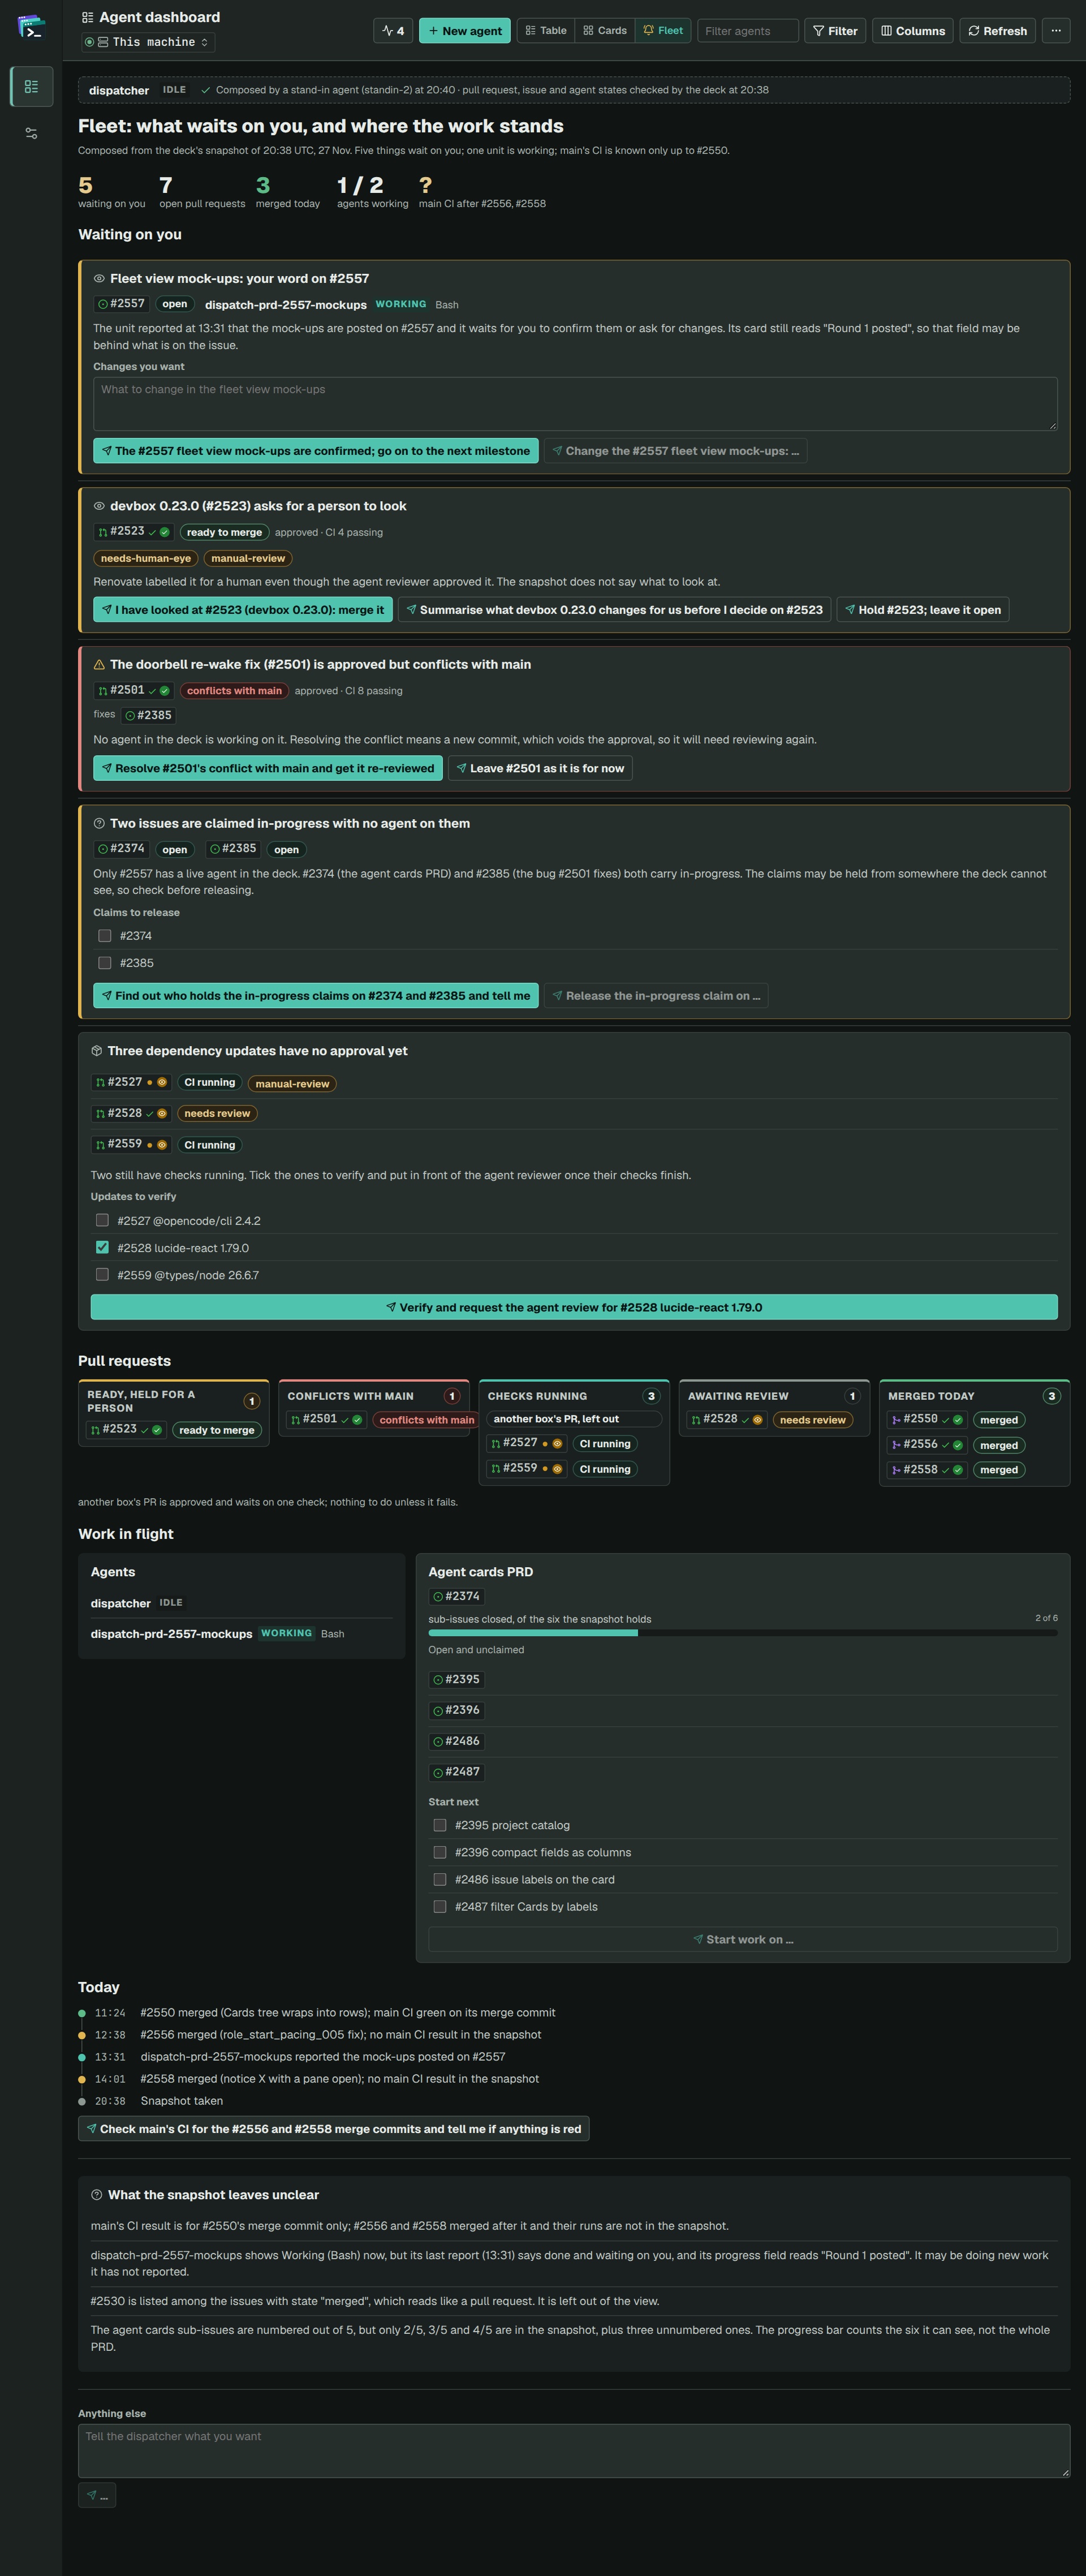 Agent dashboard
This machine
4
+ New agent
Table
Cards
Fleet
Filter agents
Filter
Columns
Refresh
...
dispatcher IDLE Composed by a stand-in agent (standin-2) at 20:40 · pull request, issue and agent states checked by the deck at 20:38
Fleet: what waits on you, and where the work stands
Composed from the deck's snapshot of 20:38 UTC, 27 Nov. Five things wait on you; one unit is working; main's CI is known only up to #2550.
5 7 3 1 / 2 ?
waiting on you open pull requests merged today agents working main CI after #2556, #2558
Waiting on you
Fleet view mock-ups: your word on #2557
#2557 open dispatch-prd-2557-mockups WORKING Bash
The unit reported at 13:31 that the mock-ups are posted on #2557 and it waits for you to confirm them or ask for changes. Its card still reads "Round 1 posted", so that field may be
behind what is on the issue.
Changes you want
What to change in the fleet view mock-ups
The #2557 fleet view mock-ups are confirmed; go on to the next milestone
Change the #2557 fleet view mock-ups: ...
devbox 0.23.0 (#2523) asks for a person to look
#2523 ready to merge approved · CI 4 passing
needs-human-eye manual-review
Renovate labelled it for a human even though the agent reviewer approved it. The snapshot does not say what to look at.
I have looked at #2523 (devbox 0.23.0): merge it
Summarise what devbox 0.23.0 changes for us before I decide on #2523
Hold #2523; leave it open
The doorbell re-wake fix (#2501) is approved but conflicts with main
#2501 conflicts with main approved · CI 8 passing
fixes #2385
No agent in the deck is working on it. Resolving the conflict means a new commit, which voids the approval, so it will need reviewing again.
Resolve #2501's conflict with main and get it re-reviewed
Leave #2501 as it is for now
Two issues are claimed in-progress with no agent on them
#2374 open #2385 open
Only #2557 has a live agent in the deck. #2374 (the agent cards PRD) and #2385 (the bug #2501 fixes) both carry in-progress. The claims may be held from somewhere the deck cannot
see, so check before releasing.
Claims to release
#2374
#2385
Find out who holds the in-progress claims on #2374 and #2385 and tell me
Release the in-progress claim on ...
Three dependency updates have no approval yet
#2527 CI running manual-review
#2528 needs review
#2559 CI running
Two still have checks running. Tick the ones to verify and put in front of the agent reviewer once their checks finish.
Updates to verify
#2527 @opencode/cli 2.4.2
#2528 lucide-react 1.79.0
#2559 @types/node 26.6.7
Verify and request the agent review for #2528 lucide-react 1.79.0
Pull requests
READY, HELD FOR A
PERSON
1
#2523 ready to merge
CONFLICTS WITH MAIN 1
#2501 conflicts with main
CHECKS RUNNING 3
another box's PR, left out
#2527 CI running
#2559 CI running
AWAITING REVIEW 1
#2528 needs review
MERGED TODAY 3
#2550 merged
#2556 merged
#2558 merged
another box's PR is approved and waits on one check; nothing to do unless it fails.
Work in flight
Agents
dispatcher IDLE
dispatch-prd-2557-mockups WORKING Bash
Agent cards PRD
#2374
sub-issues closed, of the six the snapshot holds 2 of 6
Open and unclaimed
#2395
#2396
#2486
#2487
Start next
#2395 project catalog
#2396 compact fields as columns
#2486 issue labels on the card
#2487 filter Cards by labels
Start work on ...
Today
11:24 #2550 merged (Cards tree wraps into rows); main CI green on its merge commit
12:38 #2556 merged (role_start_pacing_005 fix); no main CI result in the snapshot
13:31 dispatch-prd-2557-mockups reported the mock-ups posted on #2557
14:01 #2558 merged (notice X with a pane open); no main CI result in the snapshot
20:38 Snapshot taken
Check main's CI for the #2556 and #2558 merge commits and tell me if anything is red
What the snapshot leaves unclear
main's CI result is for #2550's merge commit only; #2556 and #2558 merged after it and their runs are not in the snapshot.
dispatch-prd-2557-mockups shows Working (Bash) now, but its last report (13:31) says done and waiting on you, and its progress field reads "Round 1 posted". It may be doing new work
it has not reported.
#2530 is listed among the issues with state "merged", which reads like a pull request. It is left out of the view.
The agent cards sub-issues are numbered out of 5, but only 2/5, 3/5 and 4/5 are in the snapshot, plus three unnumbered ones. The progress bar counts the six it can see, not the whole
PRD.
Anything else
Tell the dispatcher what you want
...